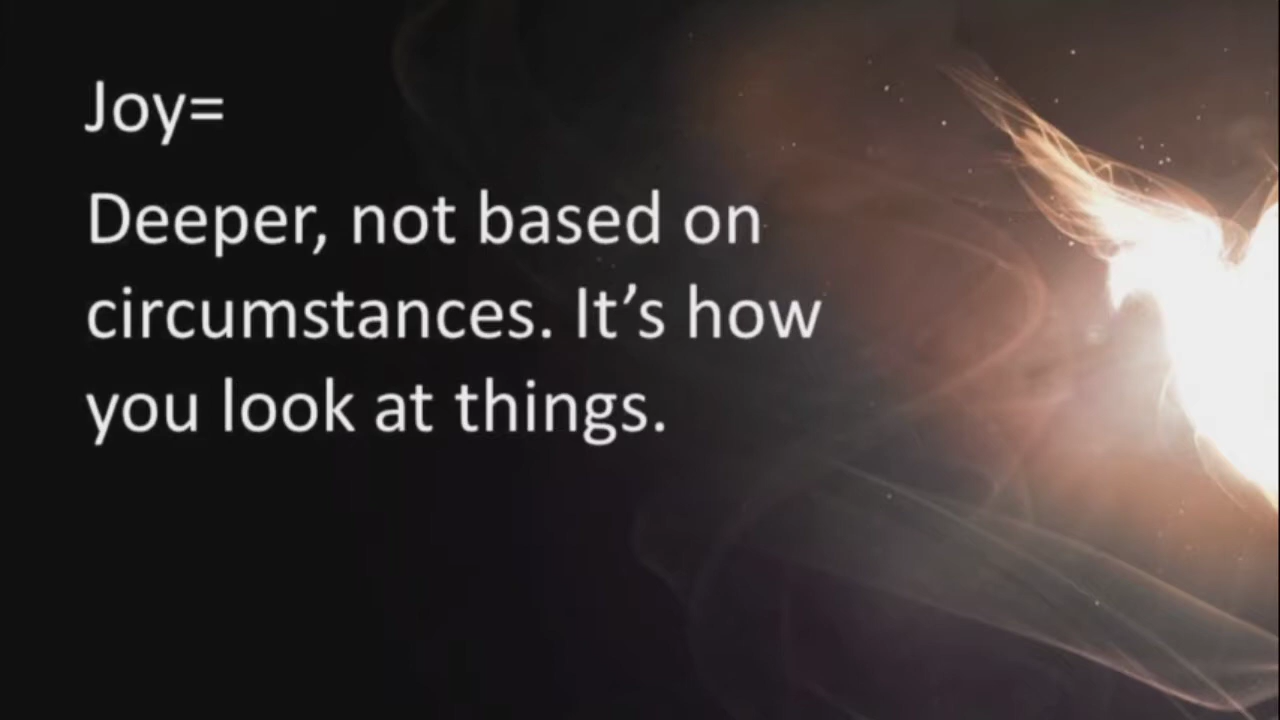 Joy=
Deeper, not based on
circumstances. It’s how
you look at things.